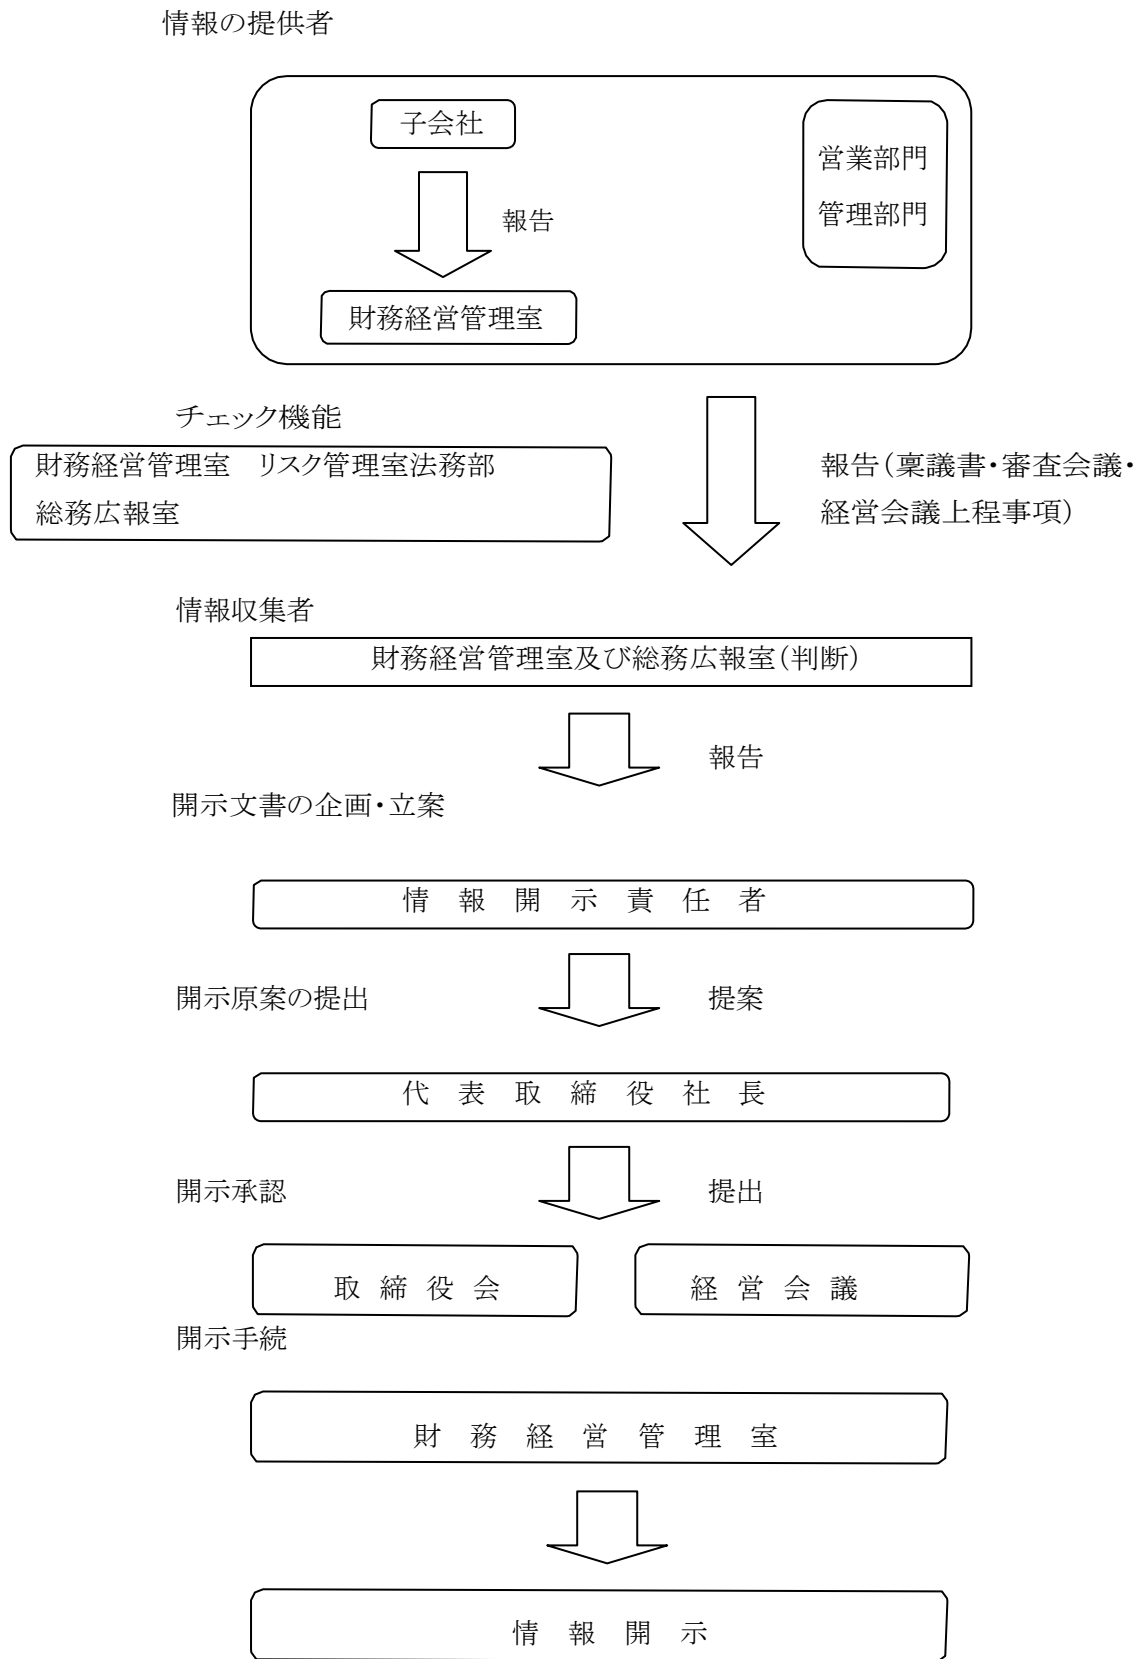 情報の提供者
子会社
営業部門
管理部門
報告
財務経営管理室
チェック機能
財務経営管理室　リスク管理室法務部
総務広報室
報告（稟議書・審査会議・
経営会議上程事項）
情報収集者
財務経営管理室及び総務広報室（判断）
報告
開示文書の企画・立案
情　報　開　示　責　任　者
開示原案の提出
提案
代　表　取　締　役　社　長
開示承認
提出
取 締 役 会
経 営 会 議
開示手続
財　務　経　営　管　理　室
情　報　開　示